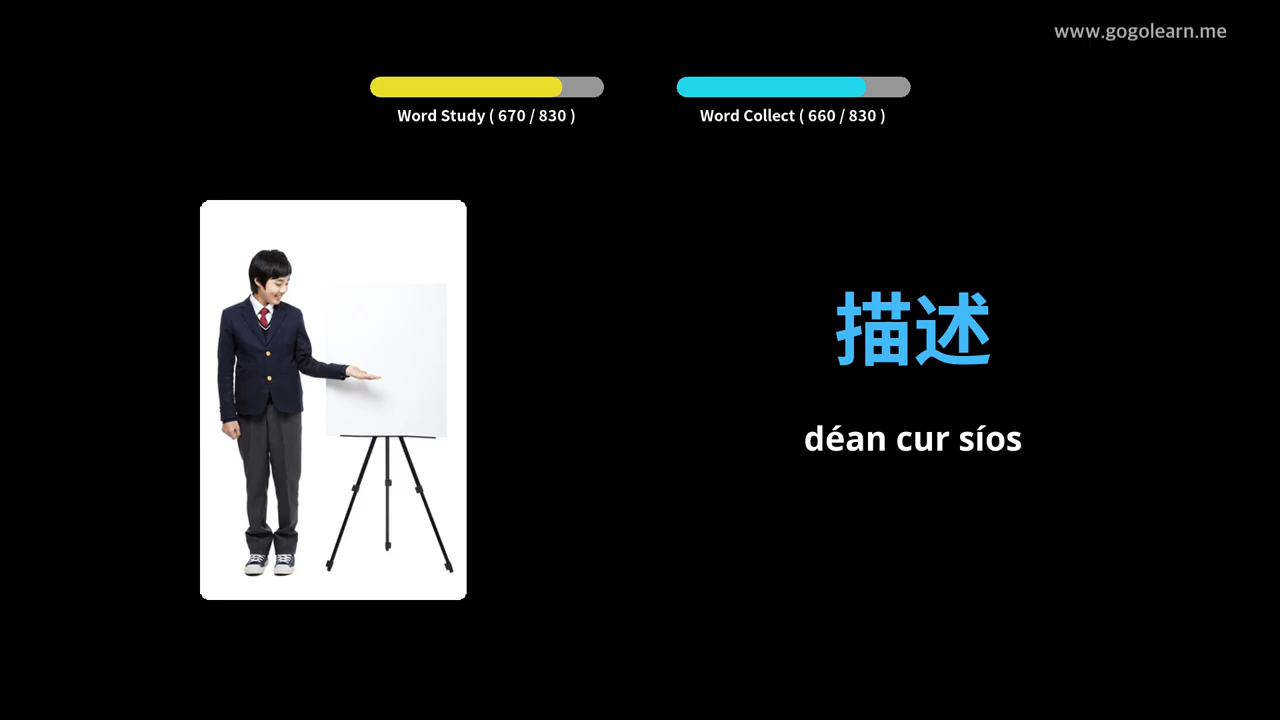 www.gogolearn.me
Word Study ( 670 / 830 )
Word Collect ( 660 / 830 )
描述
déan cur síos